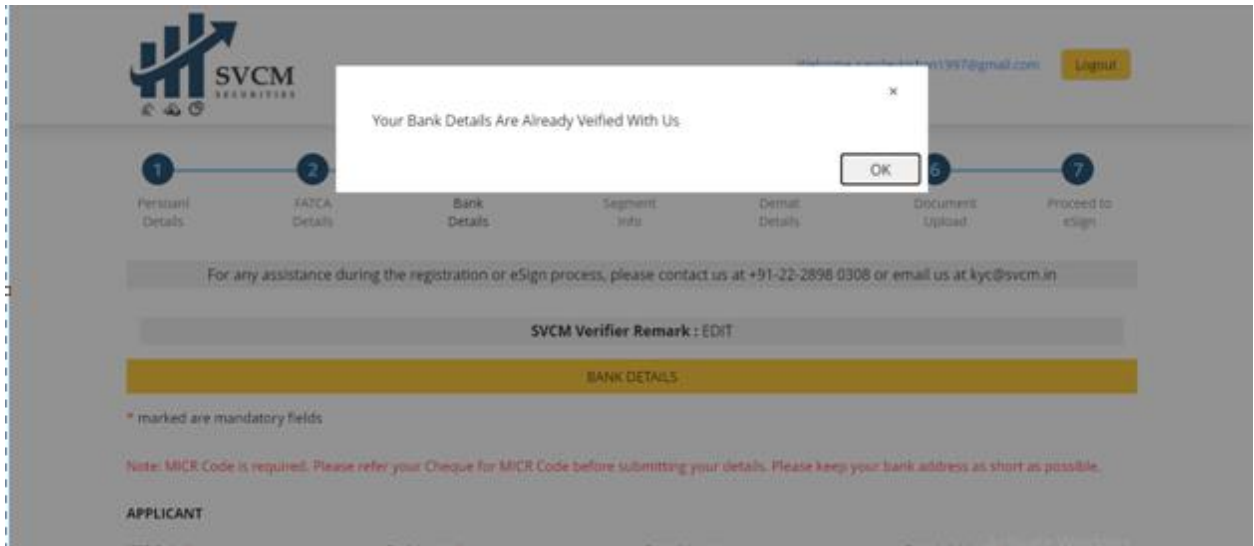 SVCM
SECURITIES
Logout
×
Your Bank Details Are Already Veified With Us
OK
1
2
6
7
Details
FATCA
Details
Bank
Details
Segment
Info
Demat
Details
Document
Upload
Proceed to
eSign
For any assistance during the registration or eSign process, please contact us at +91-22-2898 0308 or email us at kyc@svcm.in
SVCM Verifier Remark : EDIT
BANK DETAILS
* marked are mandatory fields
Note: MICR Code is required. Please refer your Cheque for MICR Code before submitting your details. Please keep your bank address as short as possible.
APPLICANT